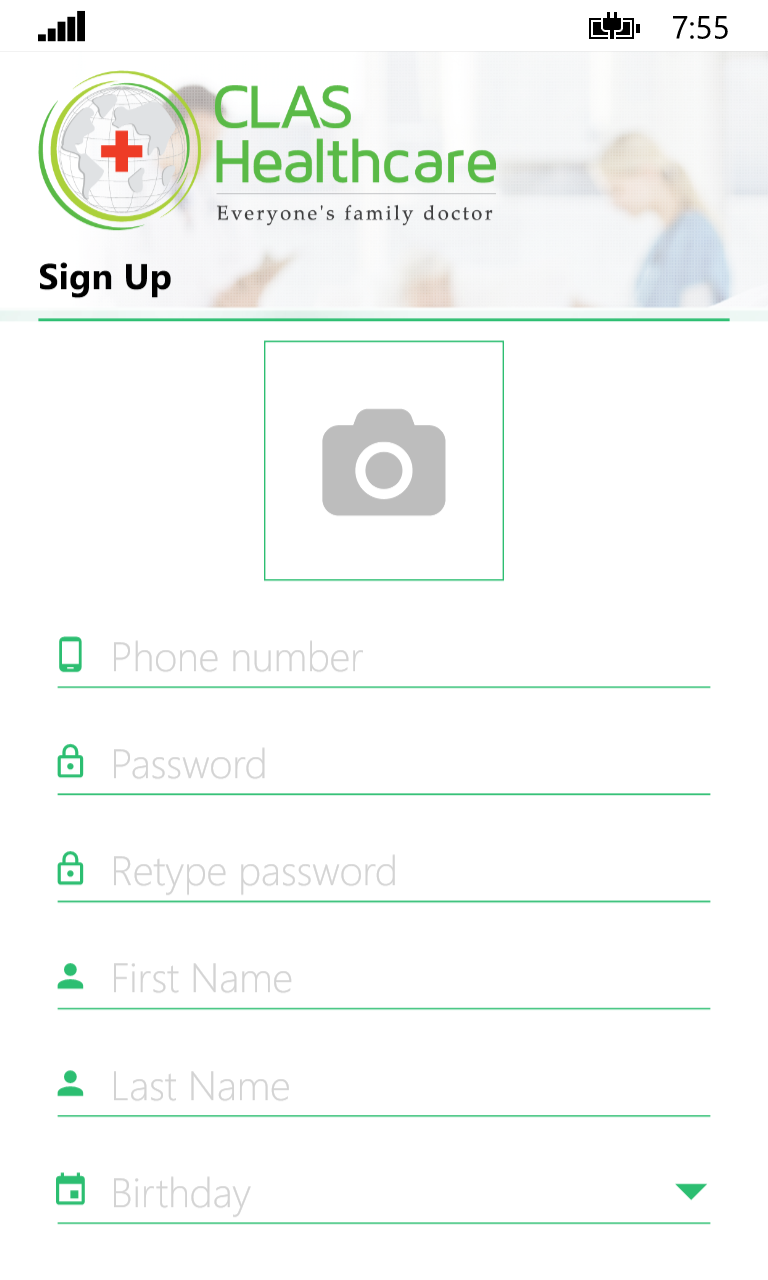 7:55
CLAS
Healthcare
Everyone's family doctor
Sign Up
Phone number
Password
Retype password
First Name
Last Name
Birthday